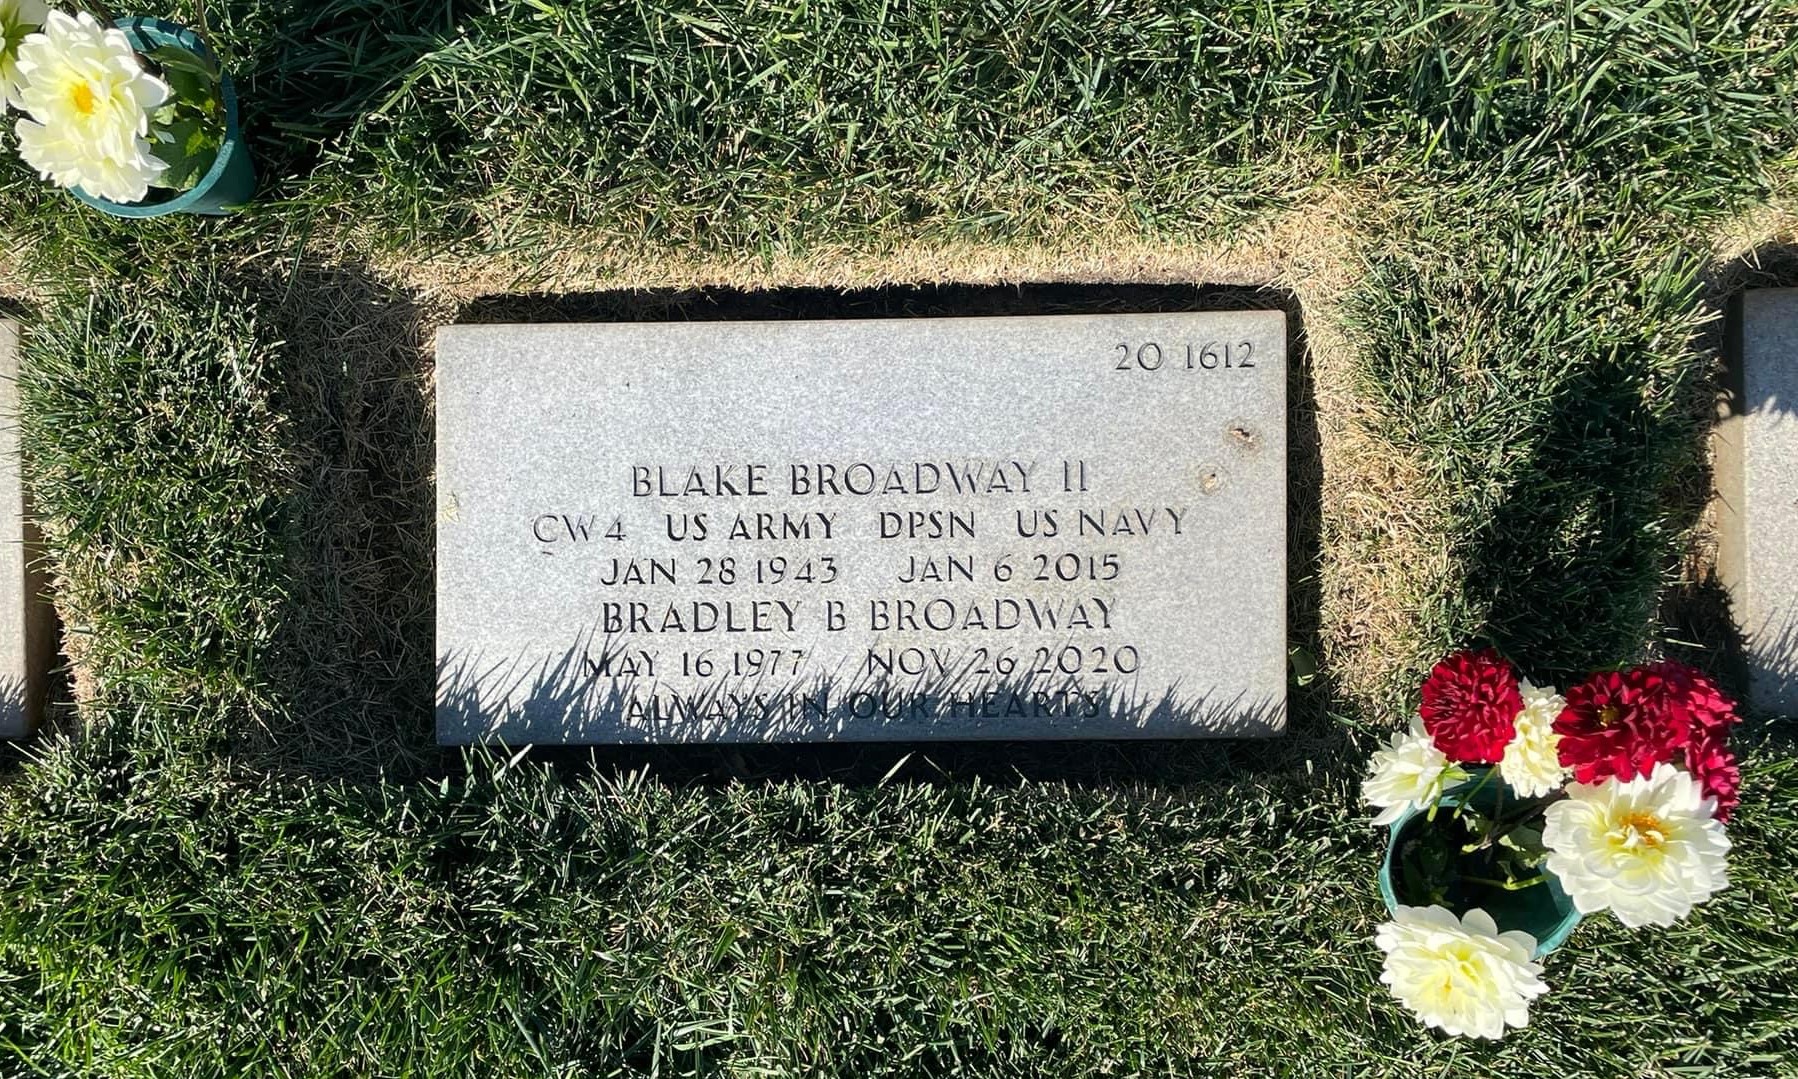 20 1612
BLAKE BROADWAY II
CW4 US ARMY DPSN US NAVY
JAN 28 1943 JAN 6 2015
BRADLEY B BROADWAY
MAY 16 1977 NOV 26 2020
ALWAYS IN OUR HEARTS